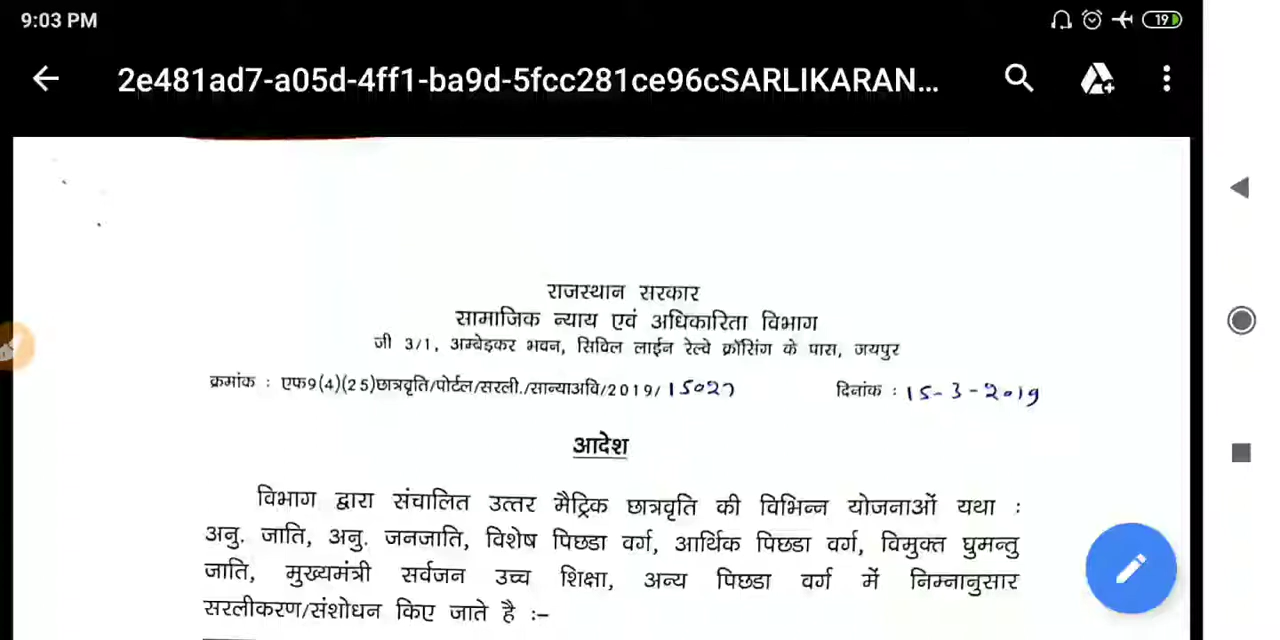 9:03 PM
19
2e481ad7-a05d-4ff1-ba9d-5fcc281ce96cSARLIKARAN...
राजस्थान सरकार
सामाजिक न्याय एवं अधिकारिता विभाग
जी 3/1, अम्बेडकर भवन, सिविल लाईन रेल्वे क्रॉसिंग के पास, जयपुर
क्रमांक : एफ9(4)(25)छात्रवृति/पोर्टल/सरली./सान्याअवि/2019/15027 दिनांक : 15-3-2019
आदेश
विभाग द्वारा संचालित उत्तर मैट्रिक छात्रवृति की विभिन्न योजनाओं यथा :
अनु. जाति, अनु. जनजाति, विशेष पिछडा वर्ग, आर्थिक पिछडा वर्ग, विमुक्त घुमन्तु
जाति, मुख्यमंत्री सर्वजन उच्च शिक्षा, अन्य पिछडा वर्ग में निम्नानुसार
सरलीकरण/संशोधन किए जाते है :–